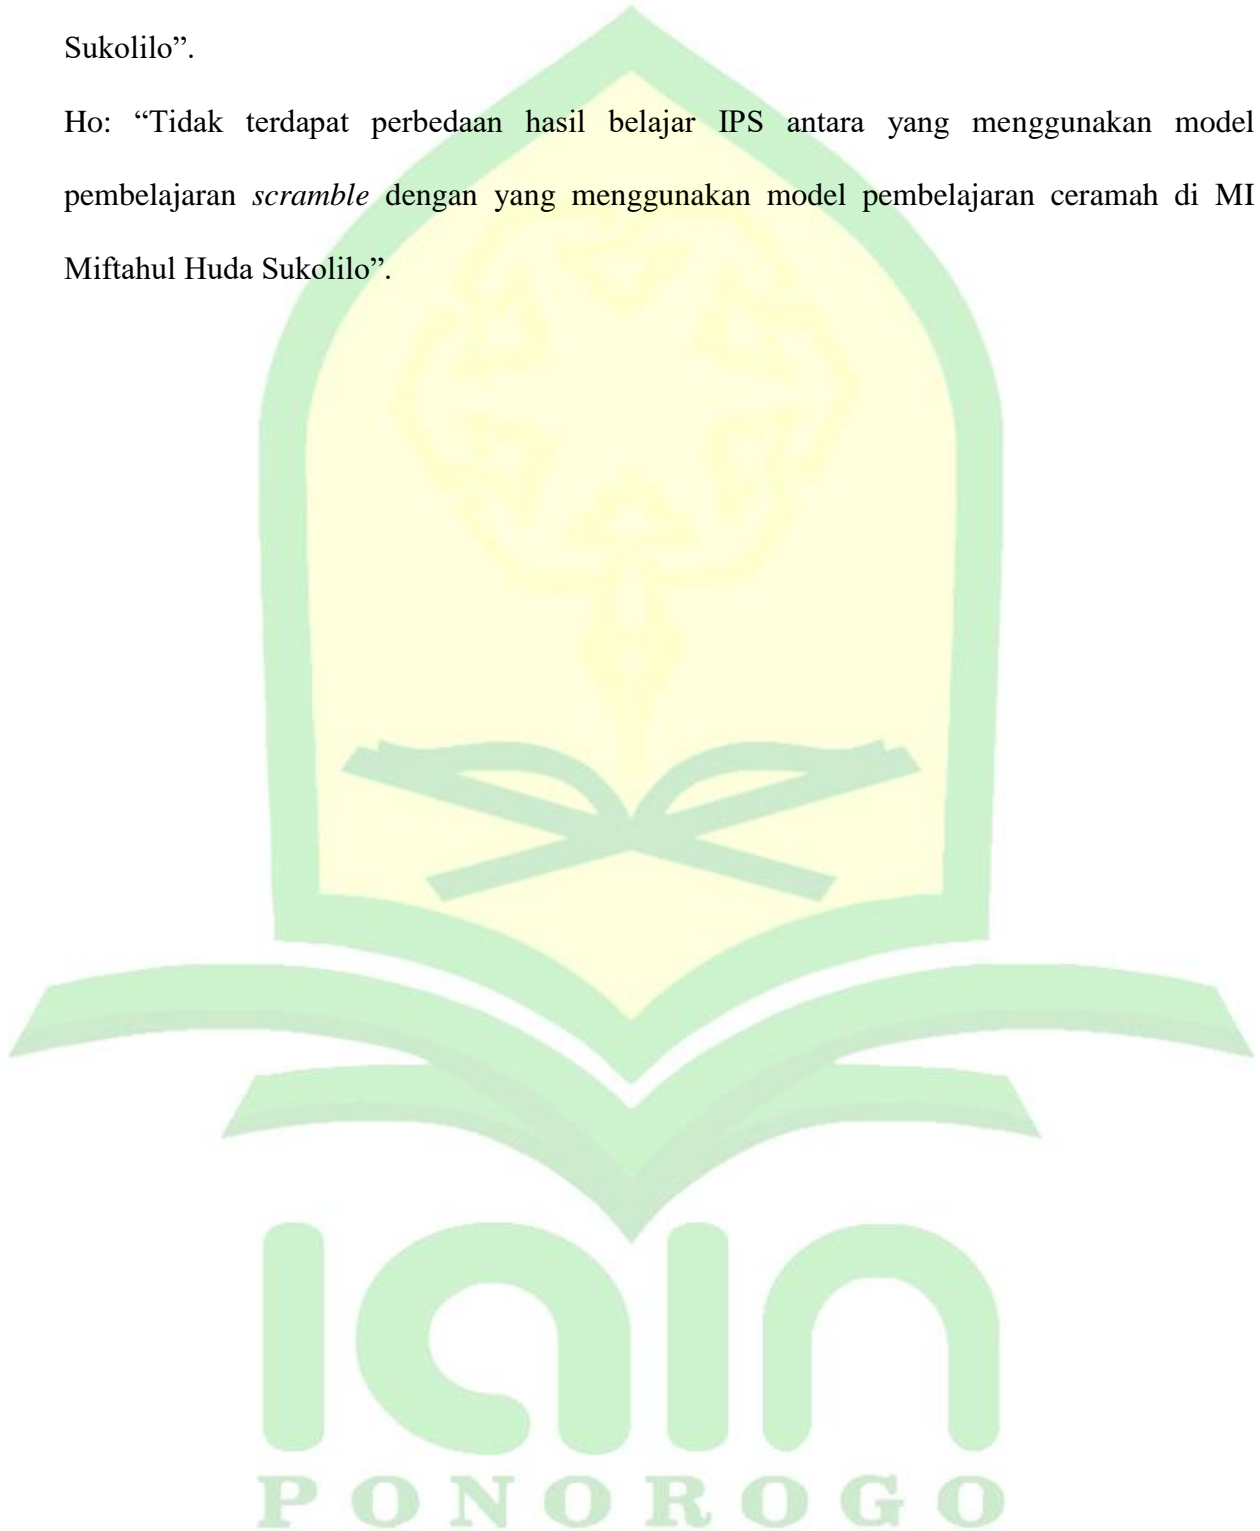 Sukolilo”.
Ho: “Tidak terdapat perbedaan hasil belajar IPS antara yang menggunakan model
pembelajaran scramble dengan yang menggunakan model pembelajaran ceramah di MI
Miftahul Huda Sukolilo”.
iain
PONOROGO